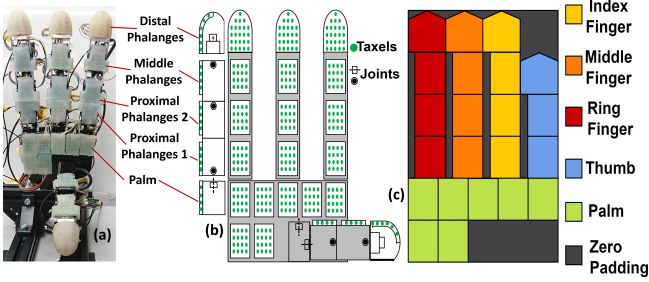 Distal
Phalanges
Middle
Phalanges
Proximal
Phalanges 2
Proximal
Phalanges 1
Palm
(a)
Taxels
Joints
(b)
(c)
Index
Finger
Middle
Finger
Ring
Finger
Thumb
Palm
Zero
Padding